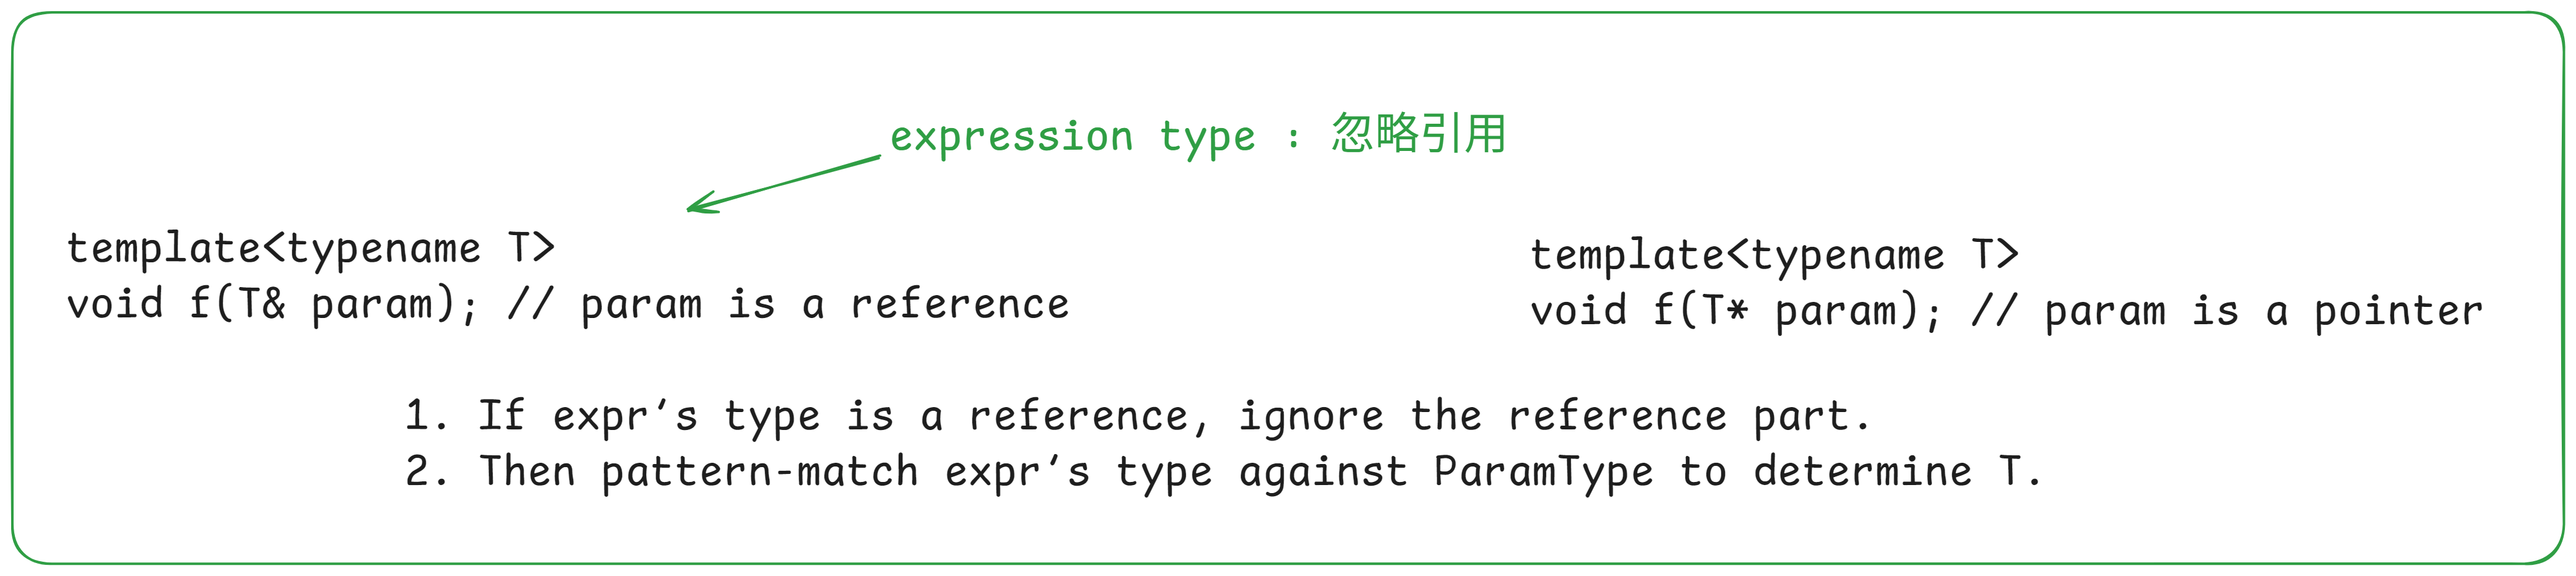 expression type : 忽略引用
template<typename T>
void f(T& param); // param is a reference
template<typename T>
void f(T* param); // param is a pointer
1. If expr’s type is a reference, ignore the reference part.
2. Then pattern-match expr’s type against ParamType to determine T.